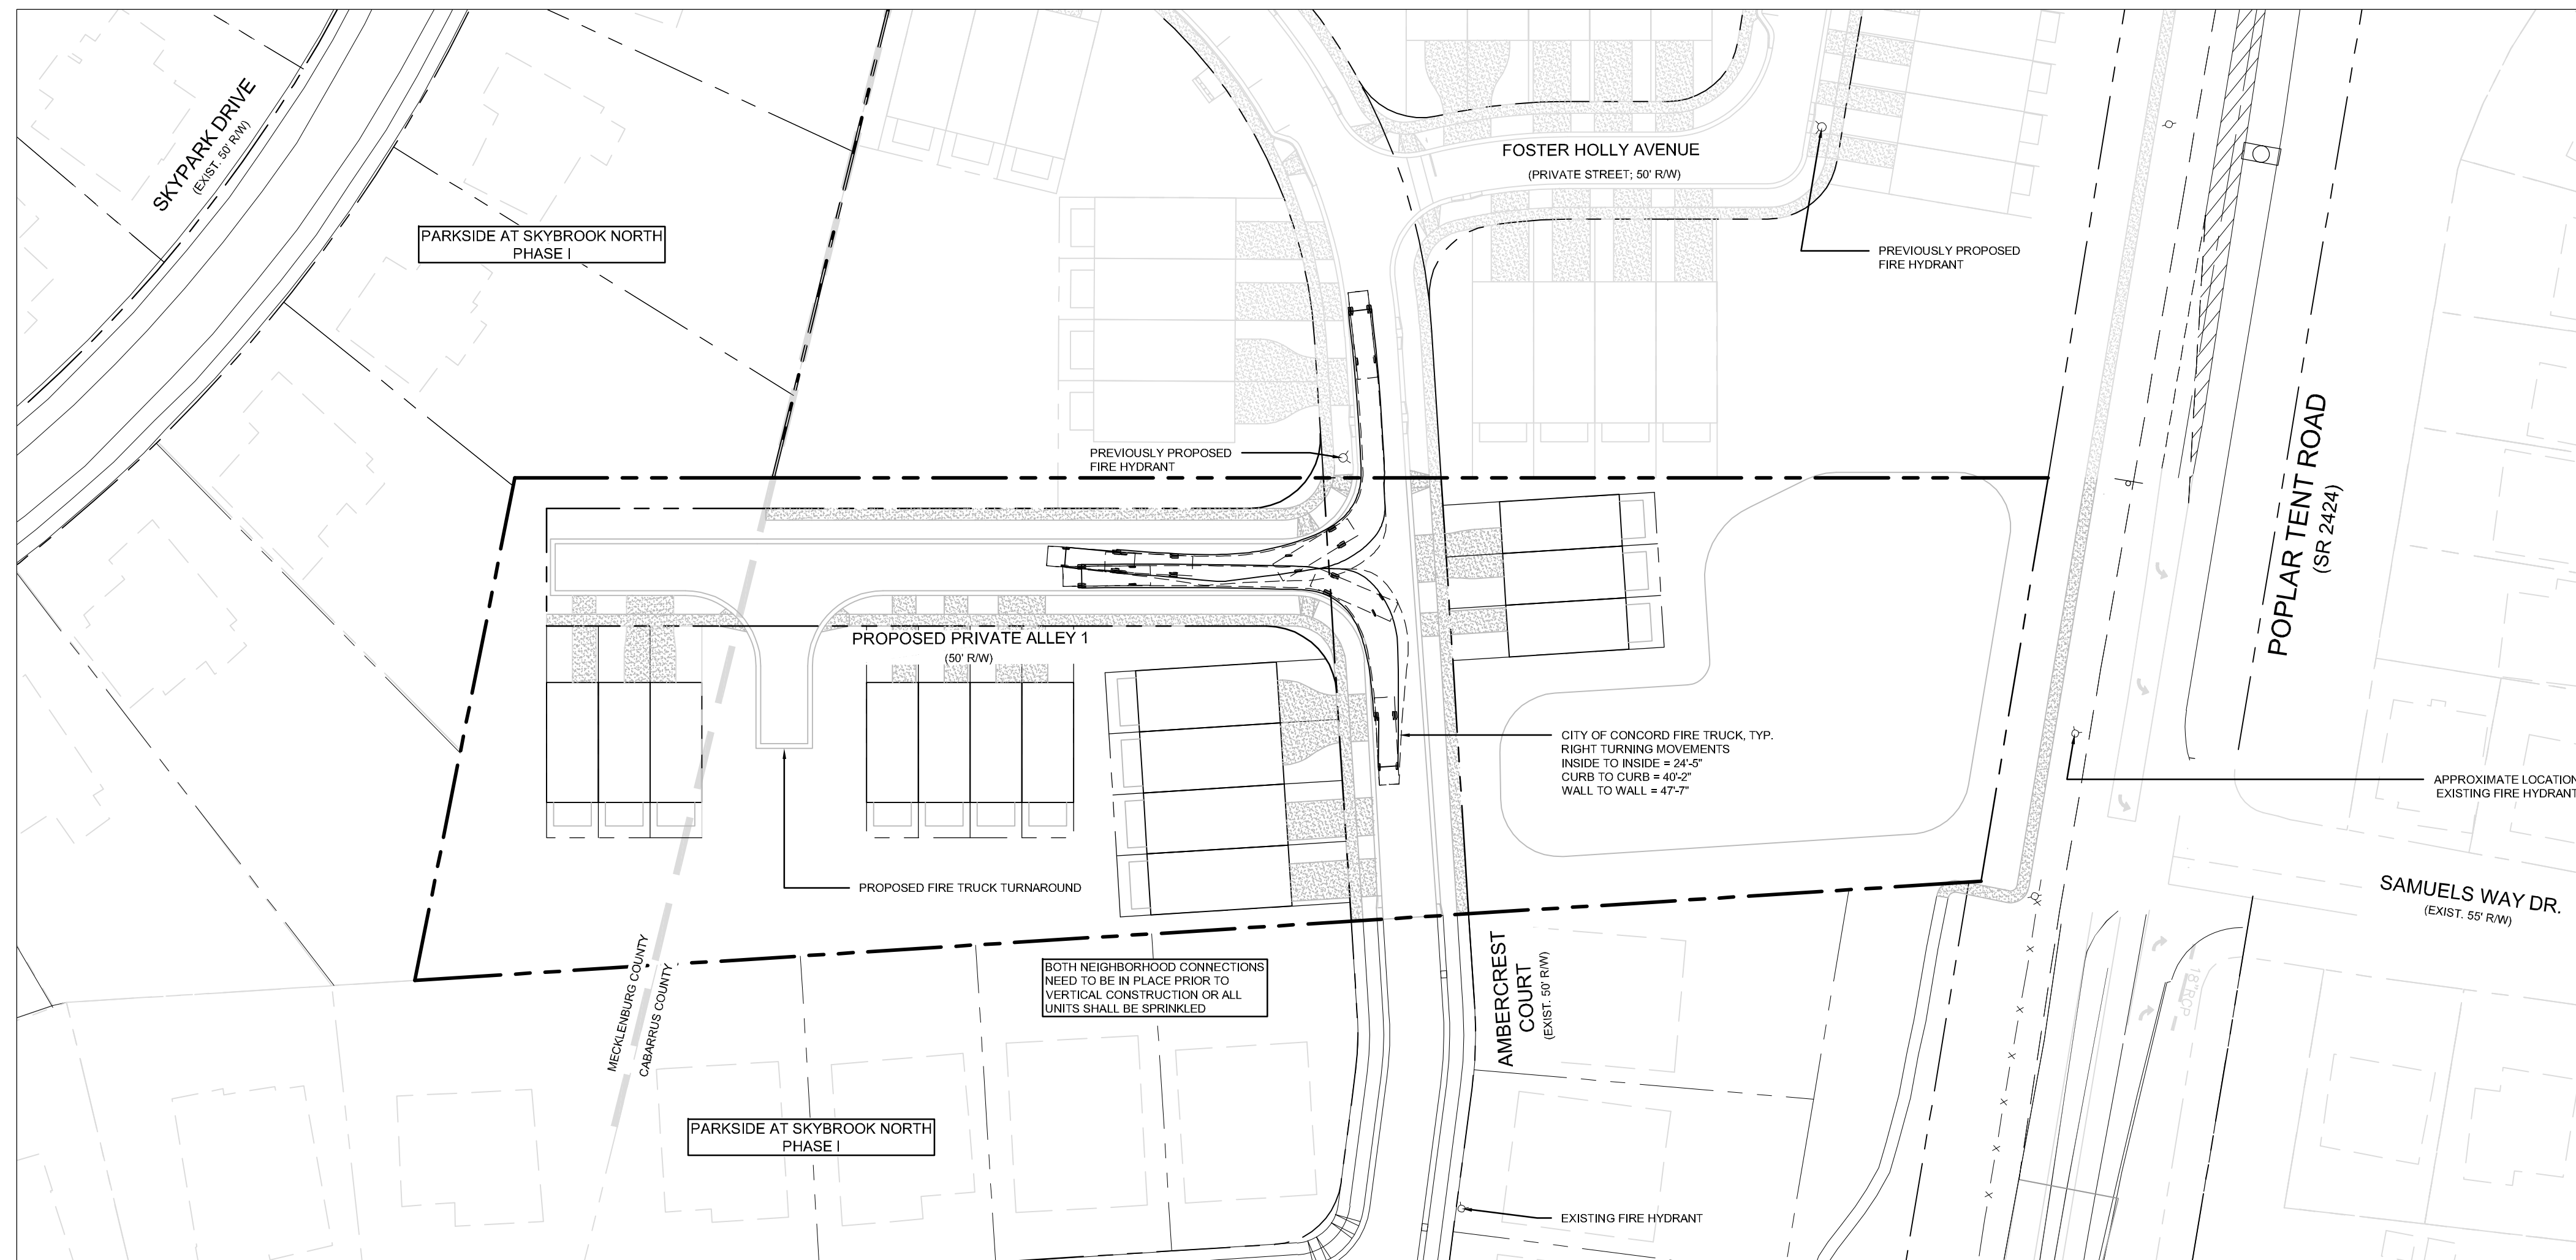 SKYPARK DRIVE
(EXIST. 50' R/W)
PARKSIDE AT SKYBROOK NORTH
PHASE I
FOSTER HOLLY AVENUE
(PRIVATE STREET; 50' R/W)
PREVIOUSLY PROPOSED
FIRE HYDRANT
PREVIOUSLY PROPOSED
FIRE HYDRANT
POPLAR TENT ROAD
(SR 2424)
PROPOSED PRIVATE ALLEY 1
(50' R/W)
CITY OF CONCORD FIRE TRUCK, TYP.
RIGHT TURNING MOVEMENTS
INSIDE TO INSIDE = 24'-5"
CURB TO CURB = 40'-2"
WALL TO WALL = 47'-7"
APPROXIMATE LOCATION
EXISTING FIRE HYDRANT
PROPOSED FIRE TRUCK TURNAROUND
SAMUELS WAY DR.
(EXIST. 55' R/W)
MECKLENBURG COUNTY
CABARRUS COUNTY
BOTH NEIGHBORHOOD CONNECTIONS
NEED TO BE IN PLACE PRIOR TO
VERTICAL CONSTRUCTION OR ALL
UNITS SHALL BE SPRINKLED
AMBERCREST
COURT
(EXIST. 50' R/W)
18" RCP
PARKSIDE AT SKYBROOK NORTH
PHASE I
EXISTING FIRE HYDRANT